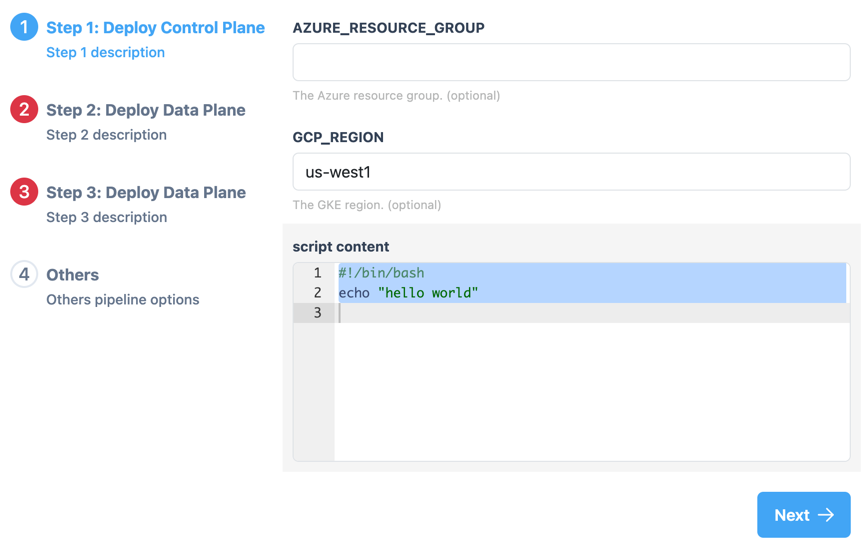 1 Step 1: Deploy Control Plane
Step 1 description
2 Step 2: Deploy Data Plane
Step 2 description
3 Step 3: Deploy Data Plane
Step 3 description
4 Others
Others pipeline options
AZURE_RESOURCE_GROUP
The Azure resource group. (optional)
GCP_REGION
us-west1
The GKE region. (optional)
script content
1 #!/bin/bash
2 echo "hello world"
3
Next →